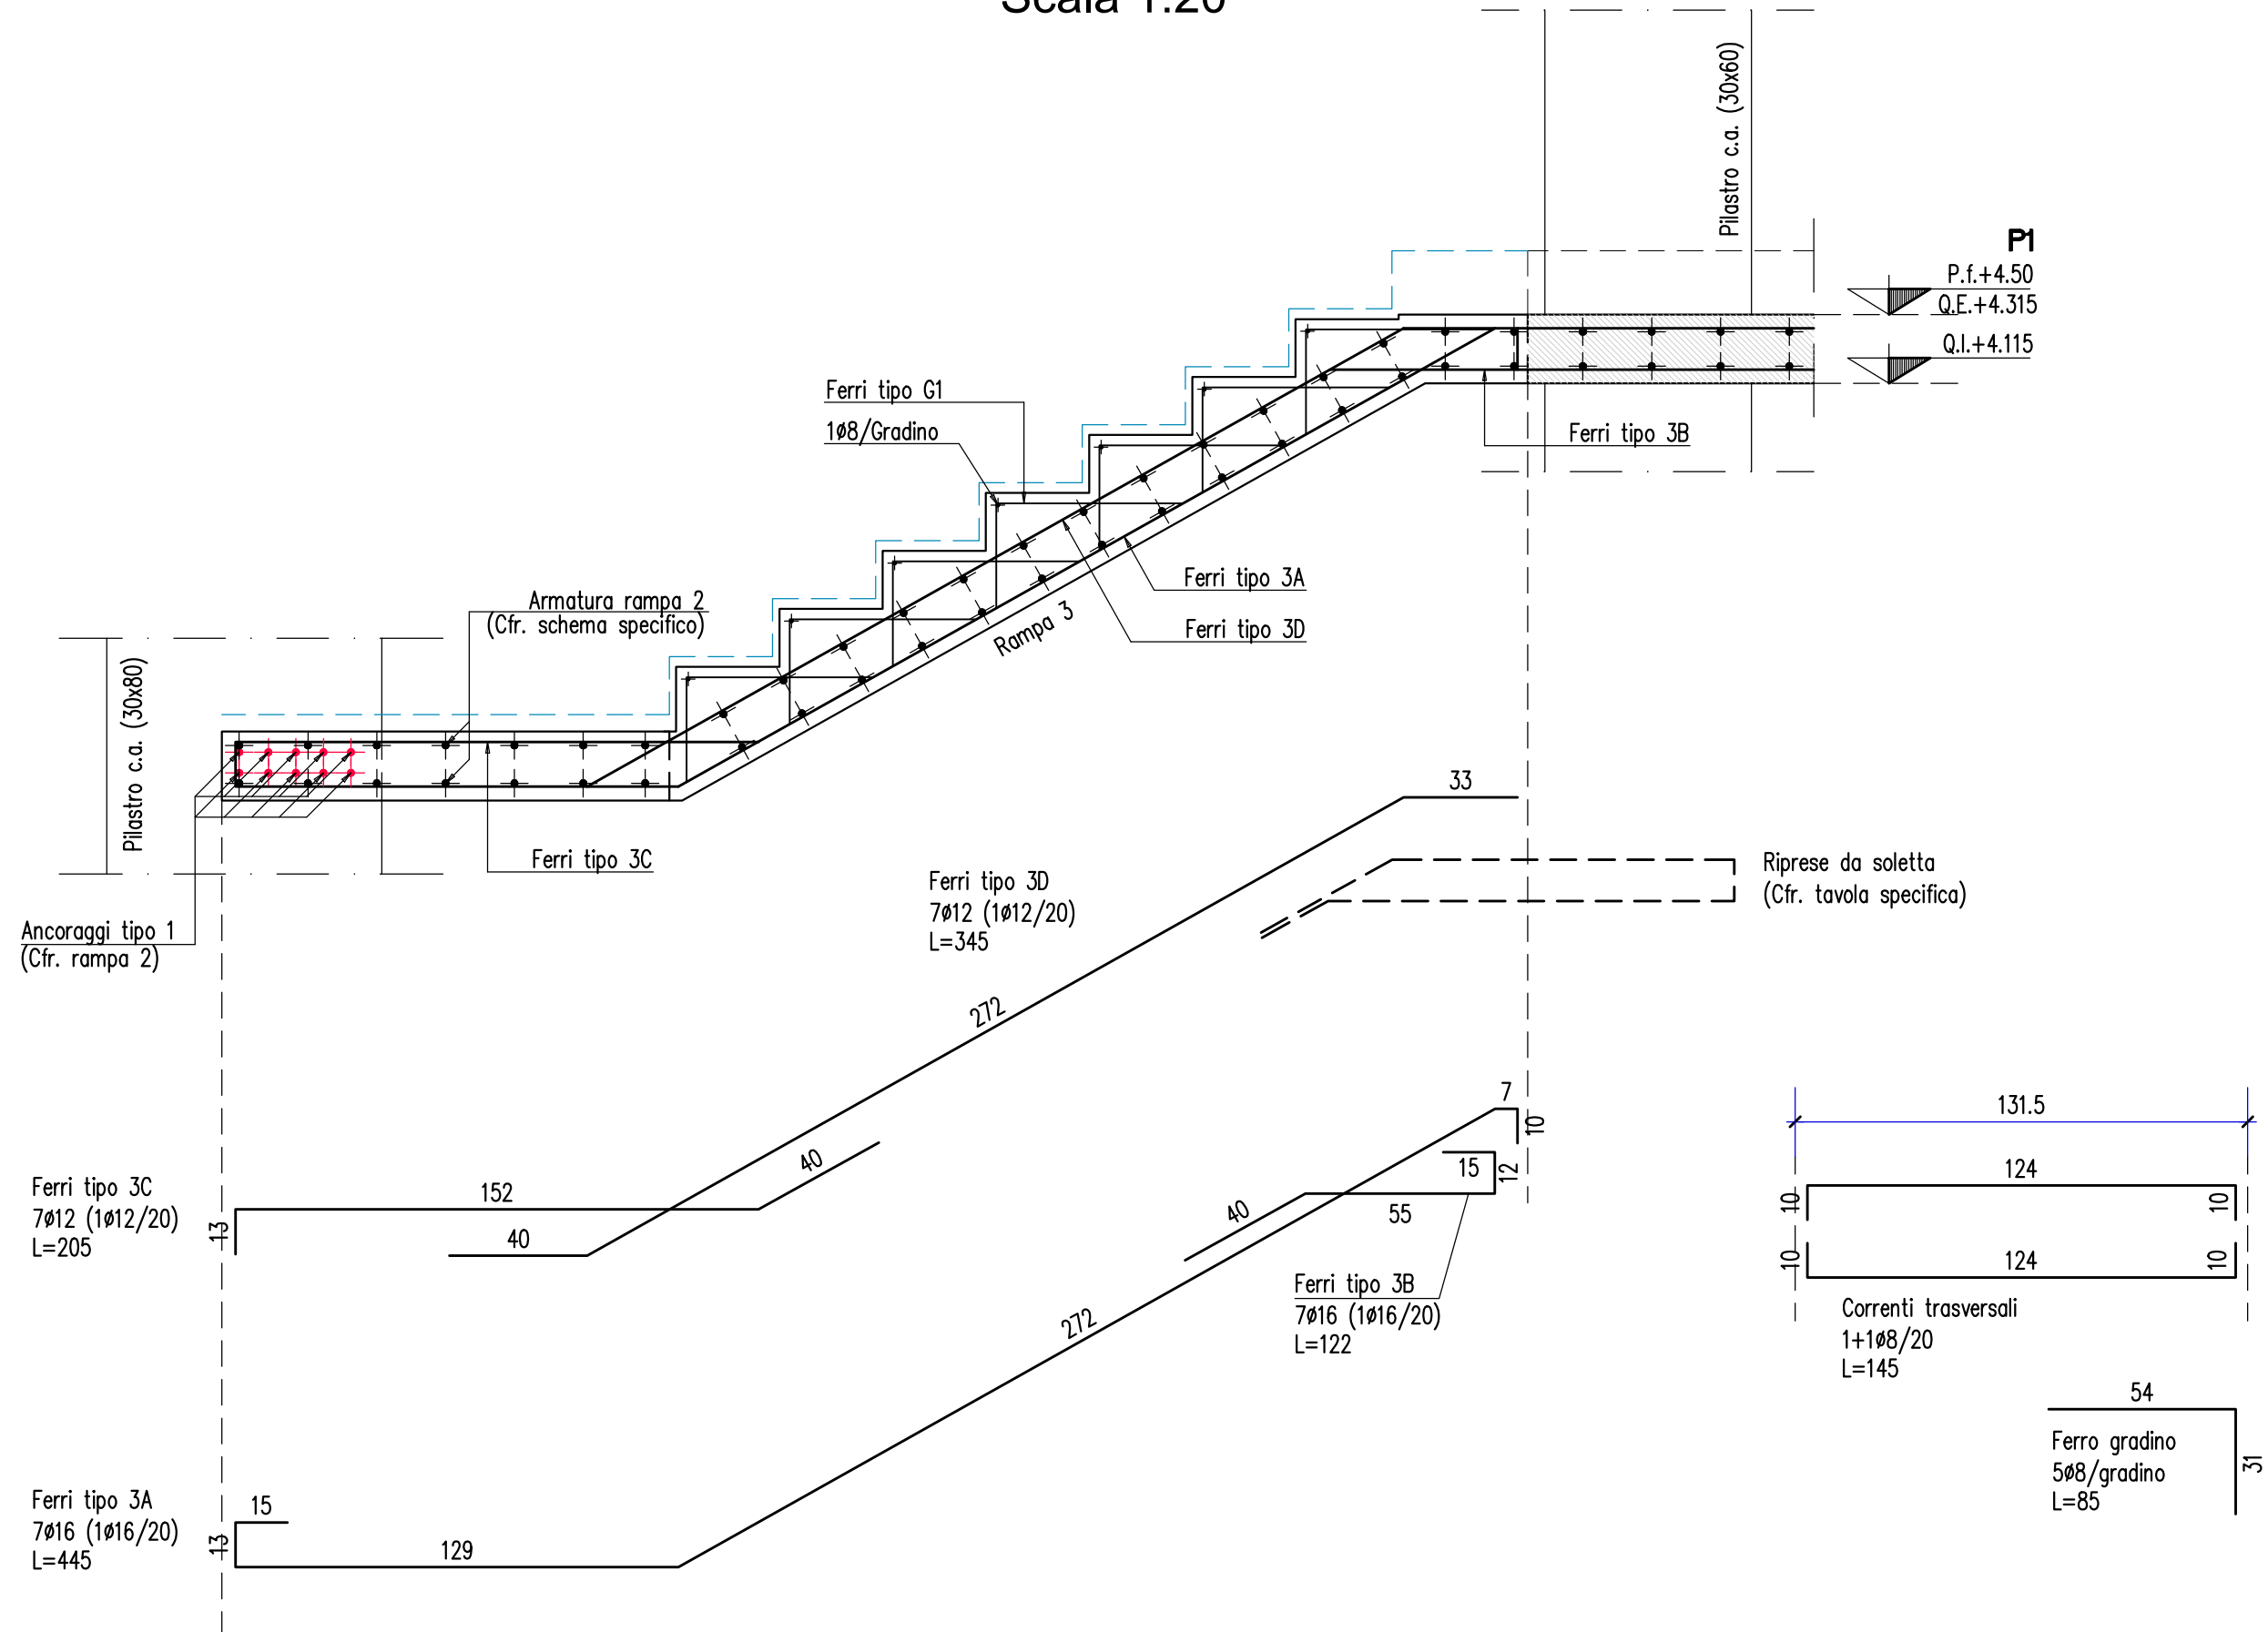 Scala 1:20
Pilastro c.a. (30x60)
P1
P.f.+4.50
Q.E.+4.315
Q.I.+4.115
Ferri tipo G1
1ø8/Gradino
Ferri tipo 3B
Ferri tipo 3A
Ferri tipo 3D
Rampa 3
Armatura rampa 2
(Cfr. schema specifico)
Pilastro c.a. (30x80)
Ferri tipo 3C
Ancoraggi tipo 1
(Cfr. rampa 2)
33
Ferri tipo 3D
7ø12 (1ø12/20)
L=345
272
40
Riprese da soletta
(Cfr. tavola specifica)
Ferri tipo 3C
7ø12 (1ø12/20)
L=205
13
152
40
7
10
15
12
40
55
Ferri tipo 3B
7ø16 (1ø16/20)
L=122
272
Ferri tipo 3A
7ø16 (1ø16/20)
L=445
15
13
129
131.5
124
10
10
10
124
10
Correnti trasversali
1+1ø8/20
L=145
54
Ferro gradino
5ø8/gradino
L=85
31